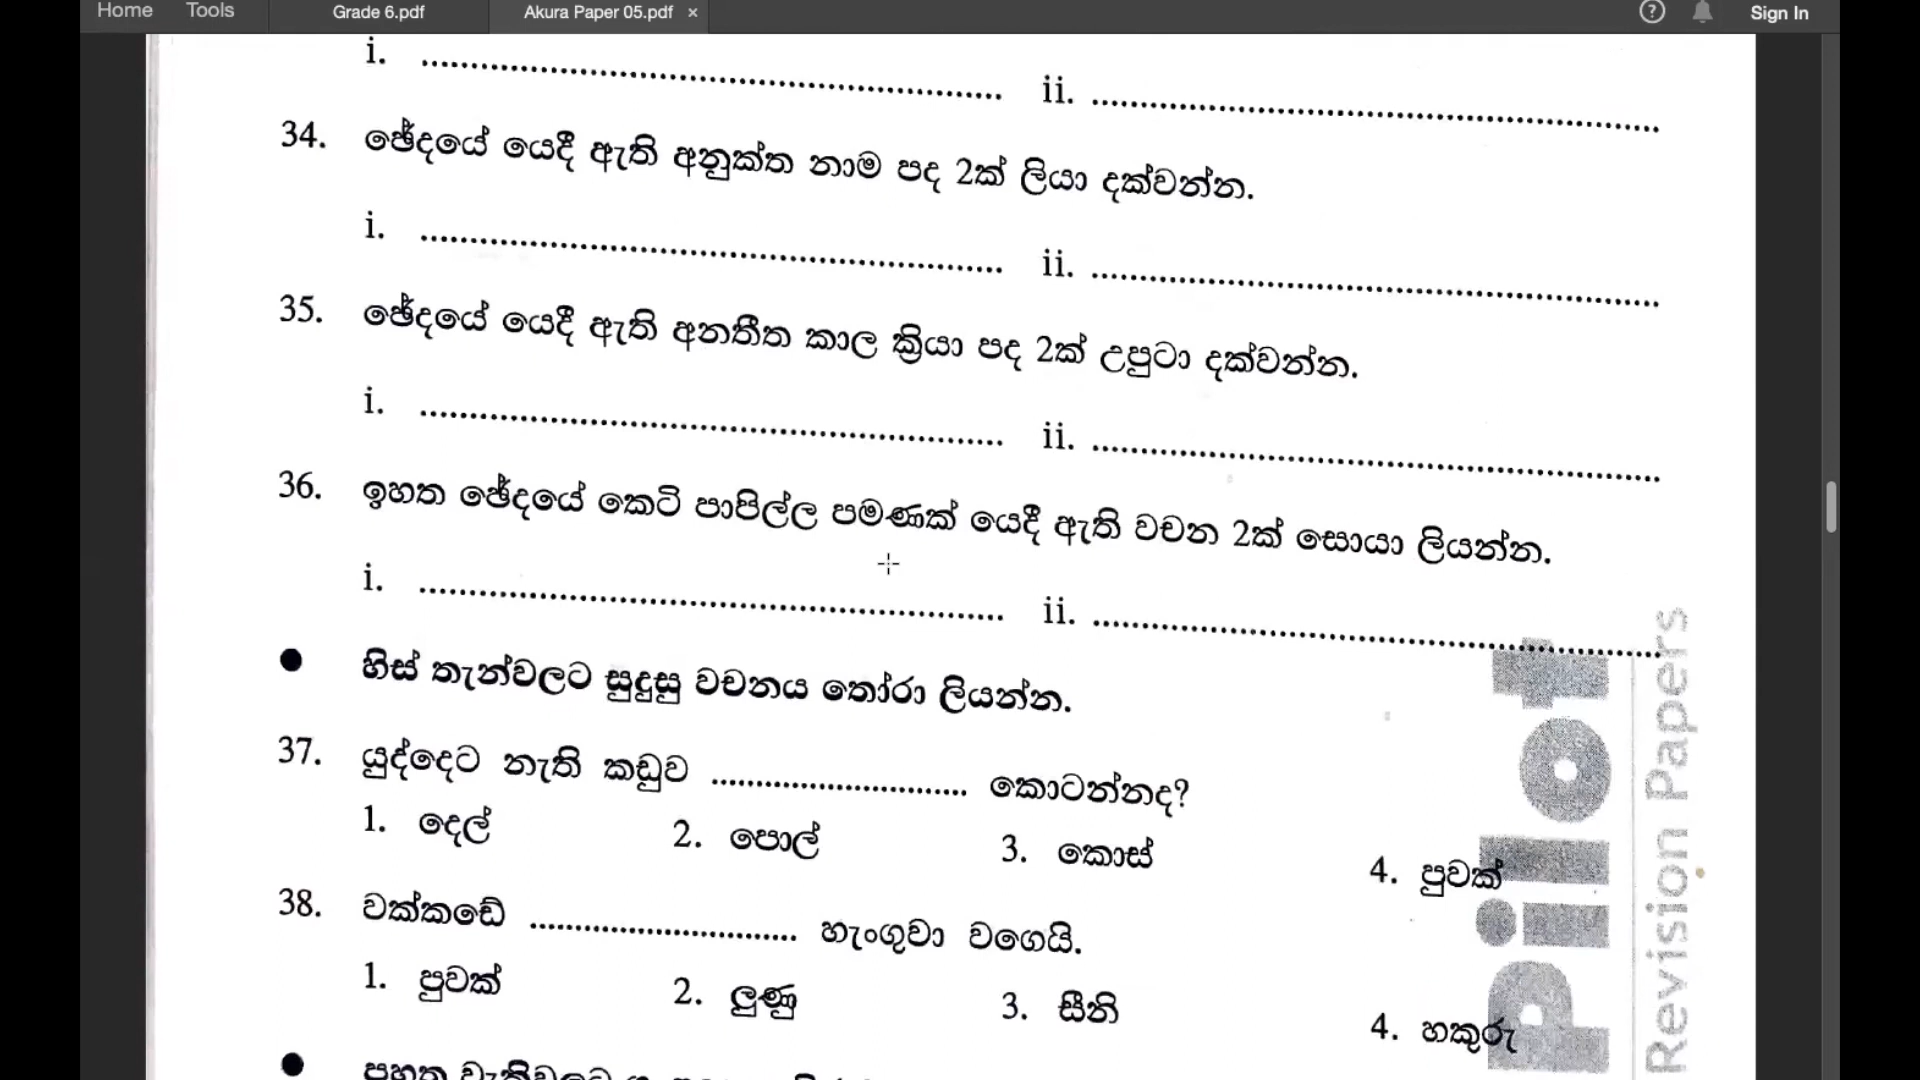 Home Tools Grade 6.pdf Akura Paper 05.pdf × Sign In
i. .......... ii. ..........
34. ඡේදයේ යෙදී ඇති අනුක්ත නාම පද 2ක් ලියා දක්වන්න.
i. .......... ii. ..........
35. ඡේදයේ යෙදී ඇති අනතීත කාල ක්‍රියා පද 2ක් උපුටා දක්වන්න.
i. .......... ii. ..........
36. ඉහත ඡේදයේ කෙටි පාපිල්ල පමණක් යෙදී ඇති වචන 2ක් සොයා ලියන්න.
i. .......... ii. ..........
● හිස් තැන්වලට සුදුසු වචනය තෝරා ලියන්න.
37. යුද්දෙට නැති කඩුව .......... කොටන්නද?
1. දෙල් 2. පොල් 3. කොස් 4. පුවක්
38. වක්කඩේ .......... හැංගුවා වගෙයි.
1. පුවක් 2. ලුණු 3. සීනි 4. හකුරු
Pilot
Revision Papers